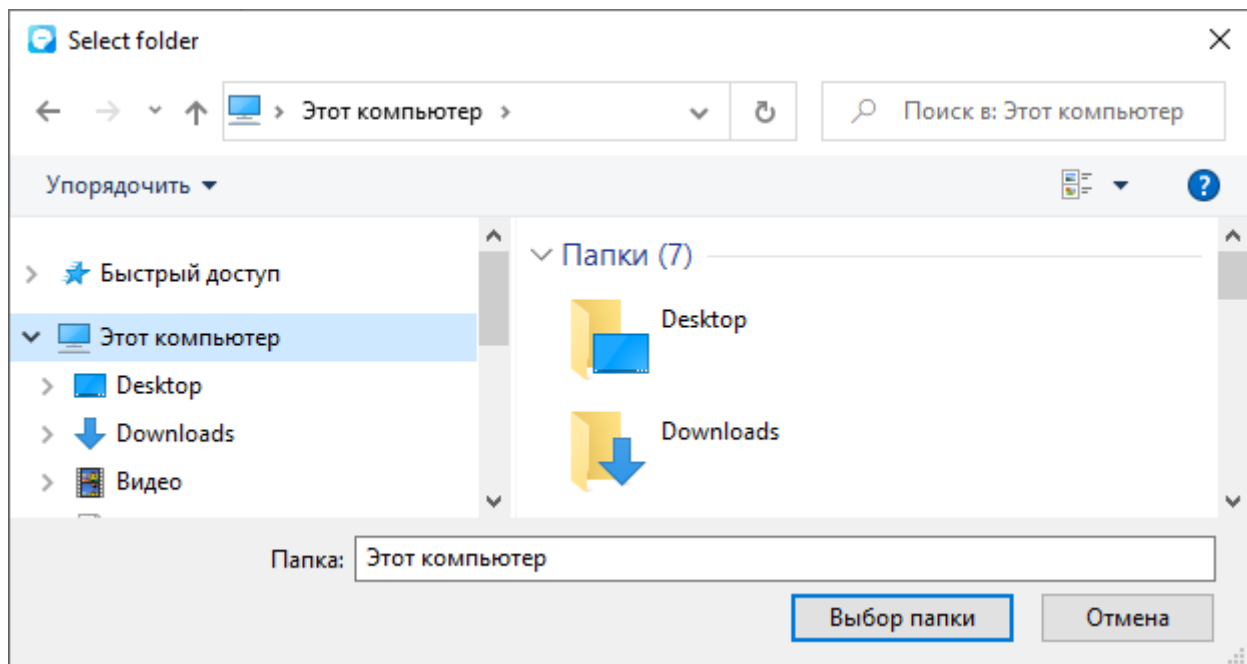 Select folder
Этот компьютер
Поиск в: Этот компьютер
Упорядочить
?
Быстрый доступ
Этот компьютер
Desktop
Downloads
Видео
Папки (7)
Desktop
Downloads
Папка: Этот компьютер
Выбор папки
Отмена